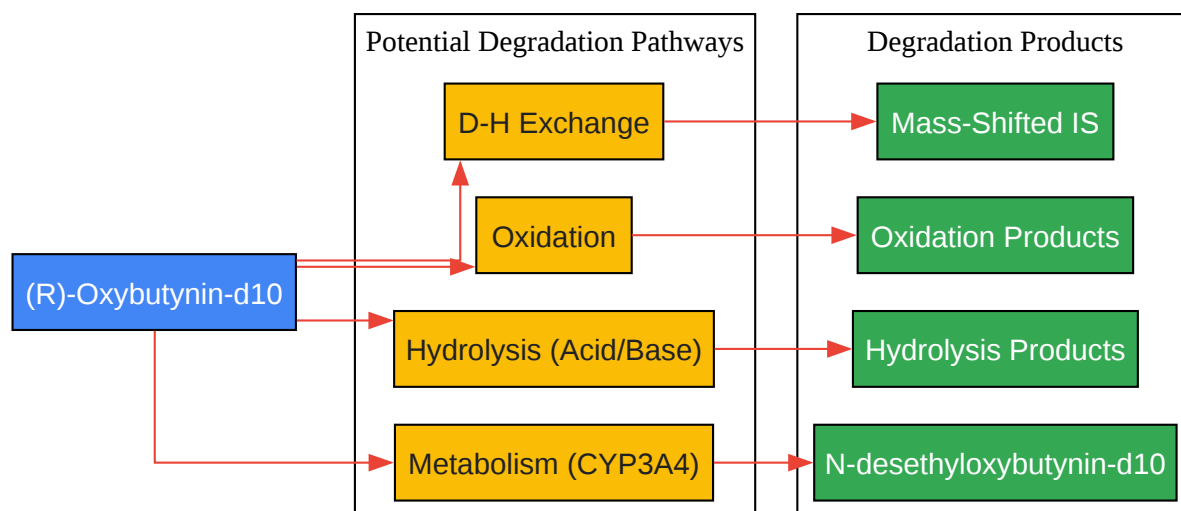 Potential Degradation Pathways
Degradation Products
D-H Exchange
Mass-Shifted IS
Oxidation
Oxidation Products
(R)-Oxybutynin-d10
Hydrolysis (Acid/Base)
Hydrolysis Products
Metabolism (CYP3A4)
N-desethyloxybutynin-d10